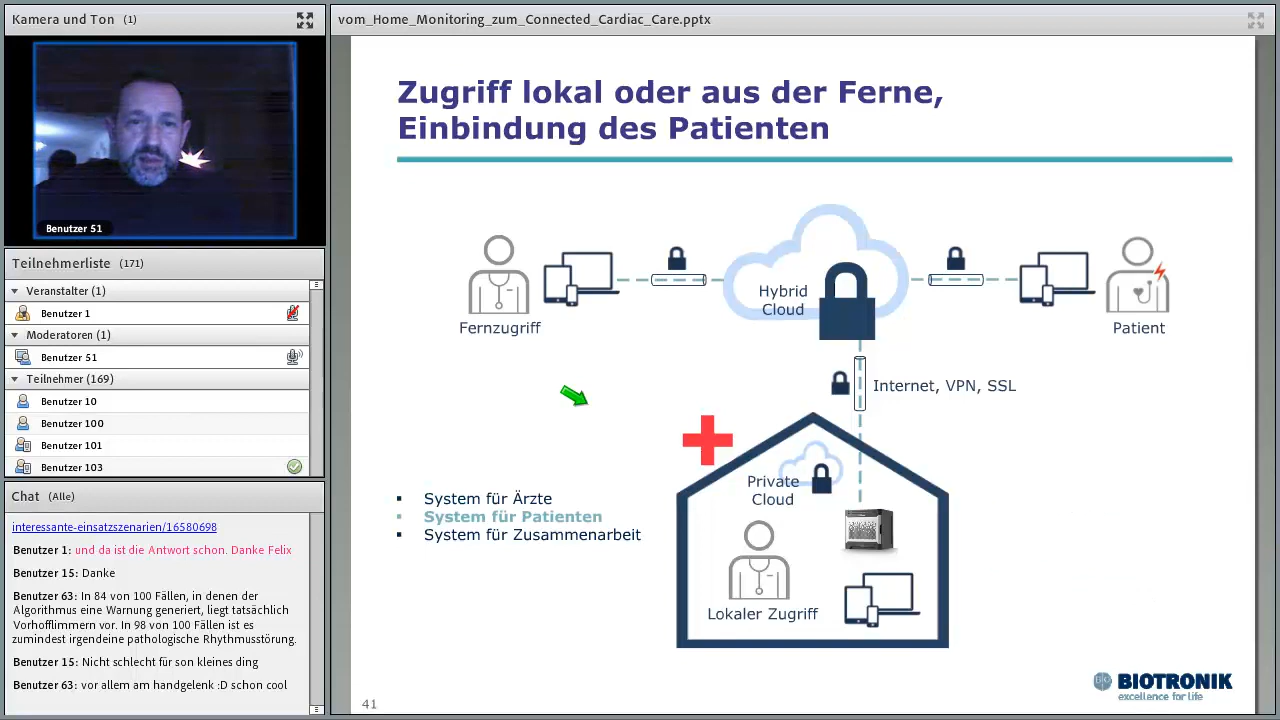 Kamera und Ton (1)
Benutzer 51
Teilnehmerliste (171)
Veranstalter (1)
Benutzer 1
Moderatoren (1)
Benutzer 51
Teilnehmer (169)
Benutzer 10
Benutzer 100
Benutzer 101
Benutzer 103
Chat (Alle)
interessante-einsatzszenarien/16580698
Benutzer 1: und da ist die Antwort schon. Danke Felix
Benutzer 15: Danke
Benutzer 63: In 84 von 100 Fällen, in denen der
Algorithmus eine Warnung generiert, liegt tatsächlich
Vorhofflimmern vor. In 98 von 100 Fällen ist es
zumindest irgendeine pathologische Rhythmusstörung.
Benutzer 15: Nicht schlecht für son kleines ding
Benutzer 63: vor allem am handgelenk :D schon cool
vom_Home_Monitoring_zum_Connected_Cardiac_Care.pptx
Zugriff lokal oder aus der Ferne,
Einbindung des Patienten
Fernzugriff
Hybrid
Cloud
Patient
Internet, VPN, SSL
Private
Cloud
Lokaler Zugriff
▪ System für Ärzte
▪ System für Patienten
▪ System für Zusammenarbeit
41
BIOTRONIK
excellence for life